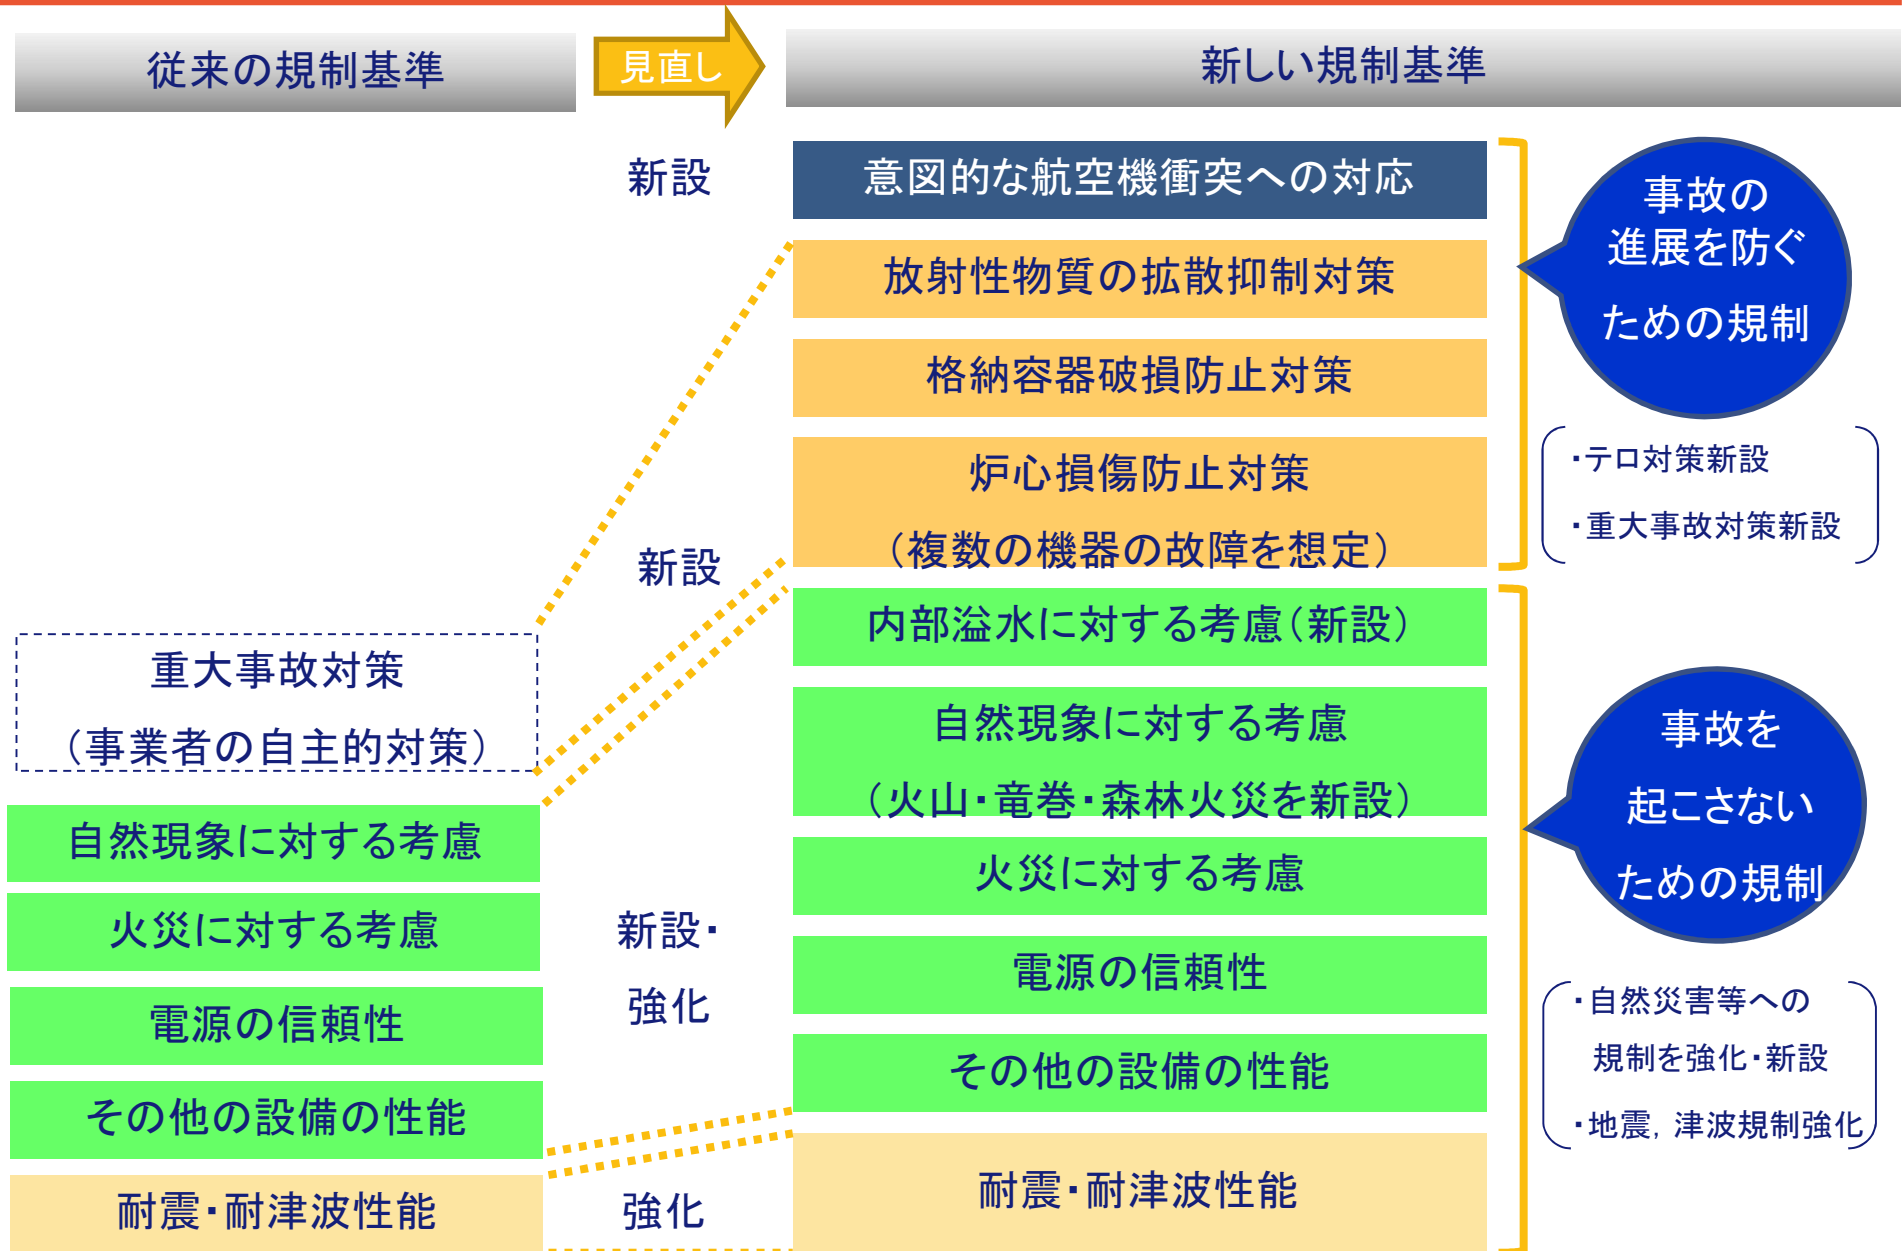 従来の規制基準
見直し
新しい規制基準
新設
意図的な航空機衝突への対応
放射性物質の拡散抑制対策
格納容器破損防止対策
炉心損傷防止対策
（複数の機器の故障を想定）
事故の
進展を防ぐ
ための規制
・テロ対策新設
・重大事故対策新設
新設
重大事故対策
（事業者の自主的対策）
内部溢水に対する考慮（新設）
自然現象に対する考慮
（火山・竜巻・森林火災を新設）
火災に対する考慮
電源の信頼性
その他の設備の性能
耐震・耐津波性能
自然現象に対する考慮
火災に対する考慮
電源の信頼性
その他の設備の性能
耐震・耐津波性能
新設・
強化
強化
事故を
起こさない
ための規制
・自然災害等への
規制を強化・新設
・地震，津波規制強化